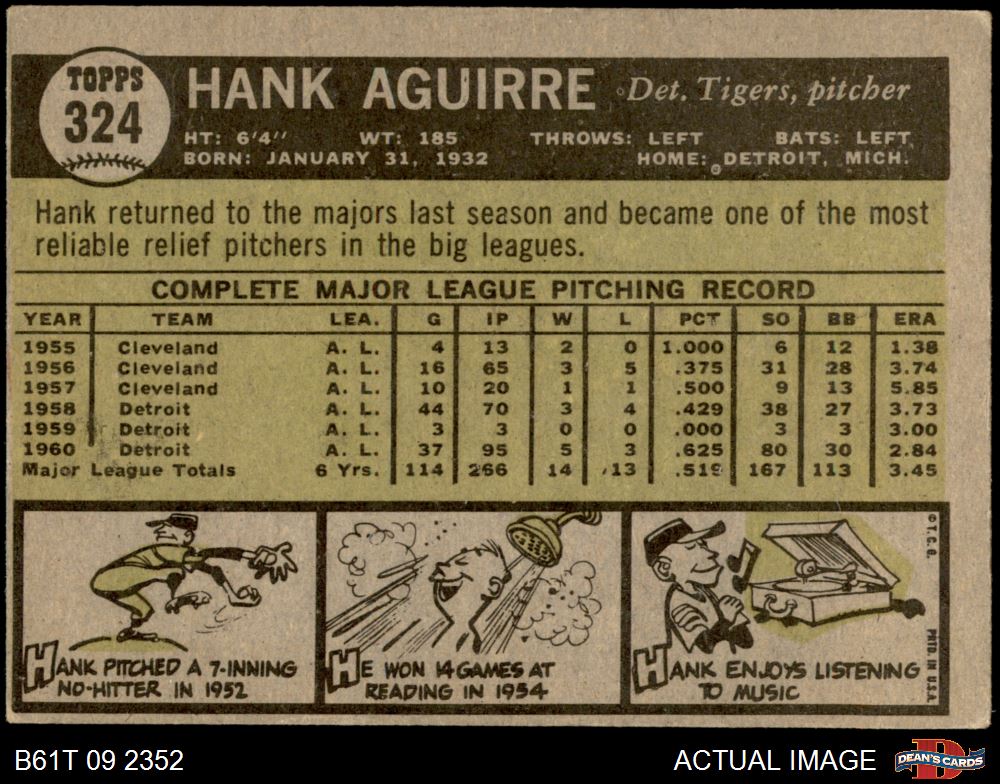 TOPPS
324
HANK AGUIRRE Det. Tigers, pitcher
HT: 6'4" WT: 185 THROWS: LEFT BATS: LEFT
BORN: JANUARY 31, 1932 HOME: DETROIT, MICH.
Hank returned to the majors last season and became one of the most
reliable relief pitchers in the big leagues.
COMPLETE MAJOR LEAGUE PITCHING RECORD
YEAR TEAM LEA. G IP W L PCT SO BB ERA
1955 Cleveland A. L. 4 13 2 0 1.000 6 12 1.38
1956 Cleveland A. L. 16 65 3 5 .375 31 28 3.74
1957 Cleveland A. L. 10 20 1 1 .500 9 13 5.85
1958 Detroit A. L. 44 70 3 4 .429 38 27 3.73
1959 Detroit A. L. 3 3 0 0 .000 3 3 3.00
1960 Detroit A. L. 37 95 5 3 .625 80 30 2.84
Major League Totals 6 Yrs. 114 266 14 13 .519 167 113 3.45
HANK PITCHED A 7-INNING
NO-HITTER IN 1952
HE WON 14 GAMES AT
READING IN 1954
HANK ENJOYS LISTENING
TO MUSIC
© T.C.G.
PRTD. IN U.S.A.
B61T 09 2352
ACTUAL IMAGE
DEAN'S CARDS